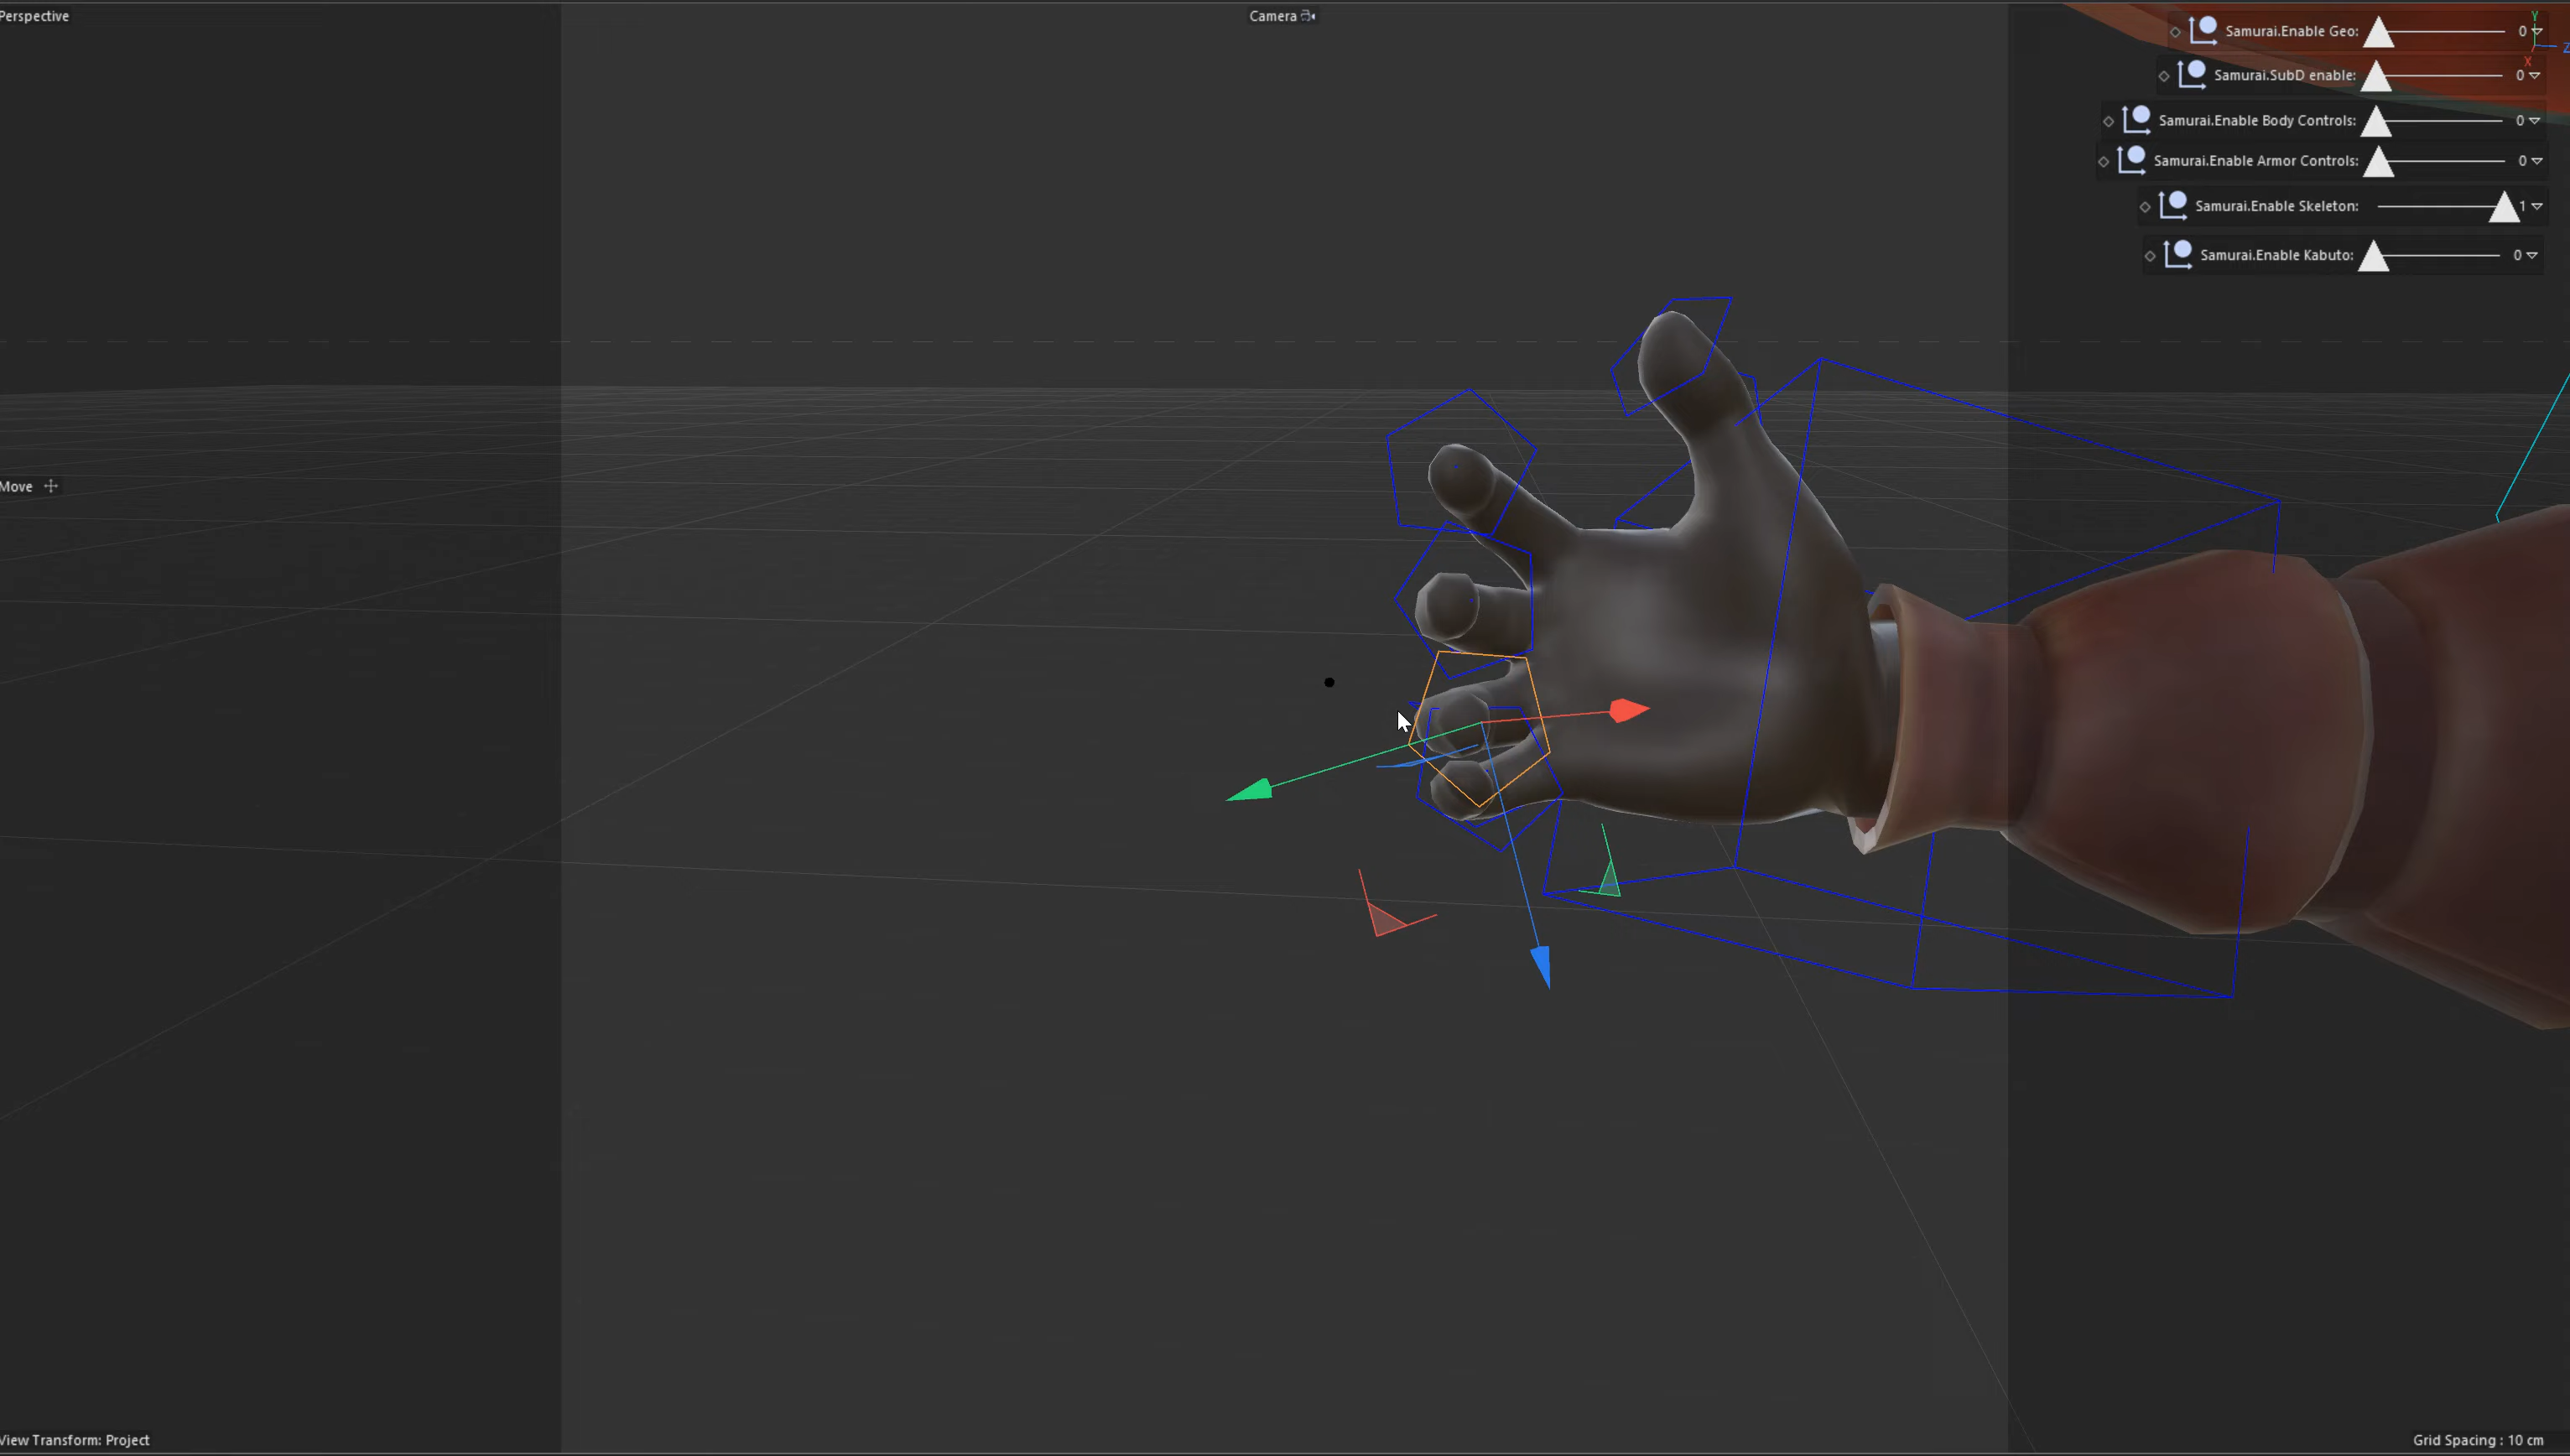 Perspective
Camera
Samurai.Enable Geo: 0
Y
Z
X
Samurai.SubD enable: 0
Samurai.Enable Body Controls: 0
Samurai.Enable Armor Controls: 0
Samurai.Enable Skeleton: 1
Samurai.Enable Kabuto: 0
Move
View Transform: Project
Grid Spacing : 10 cm